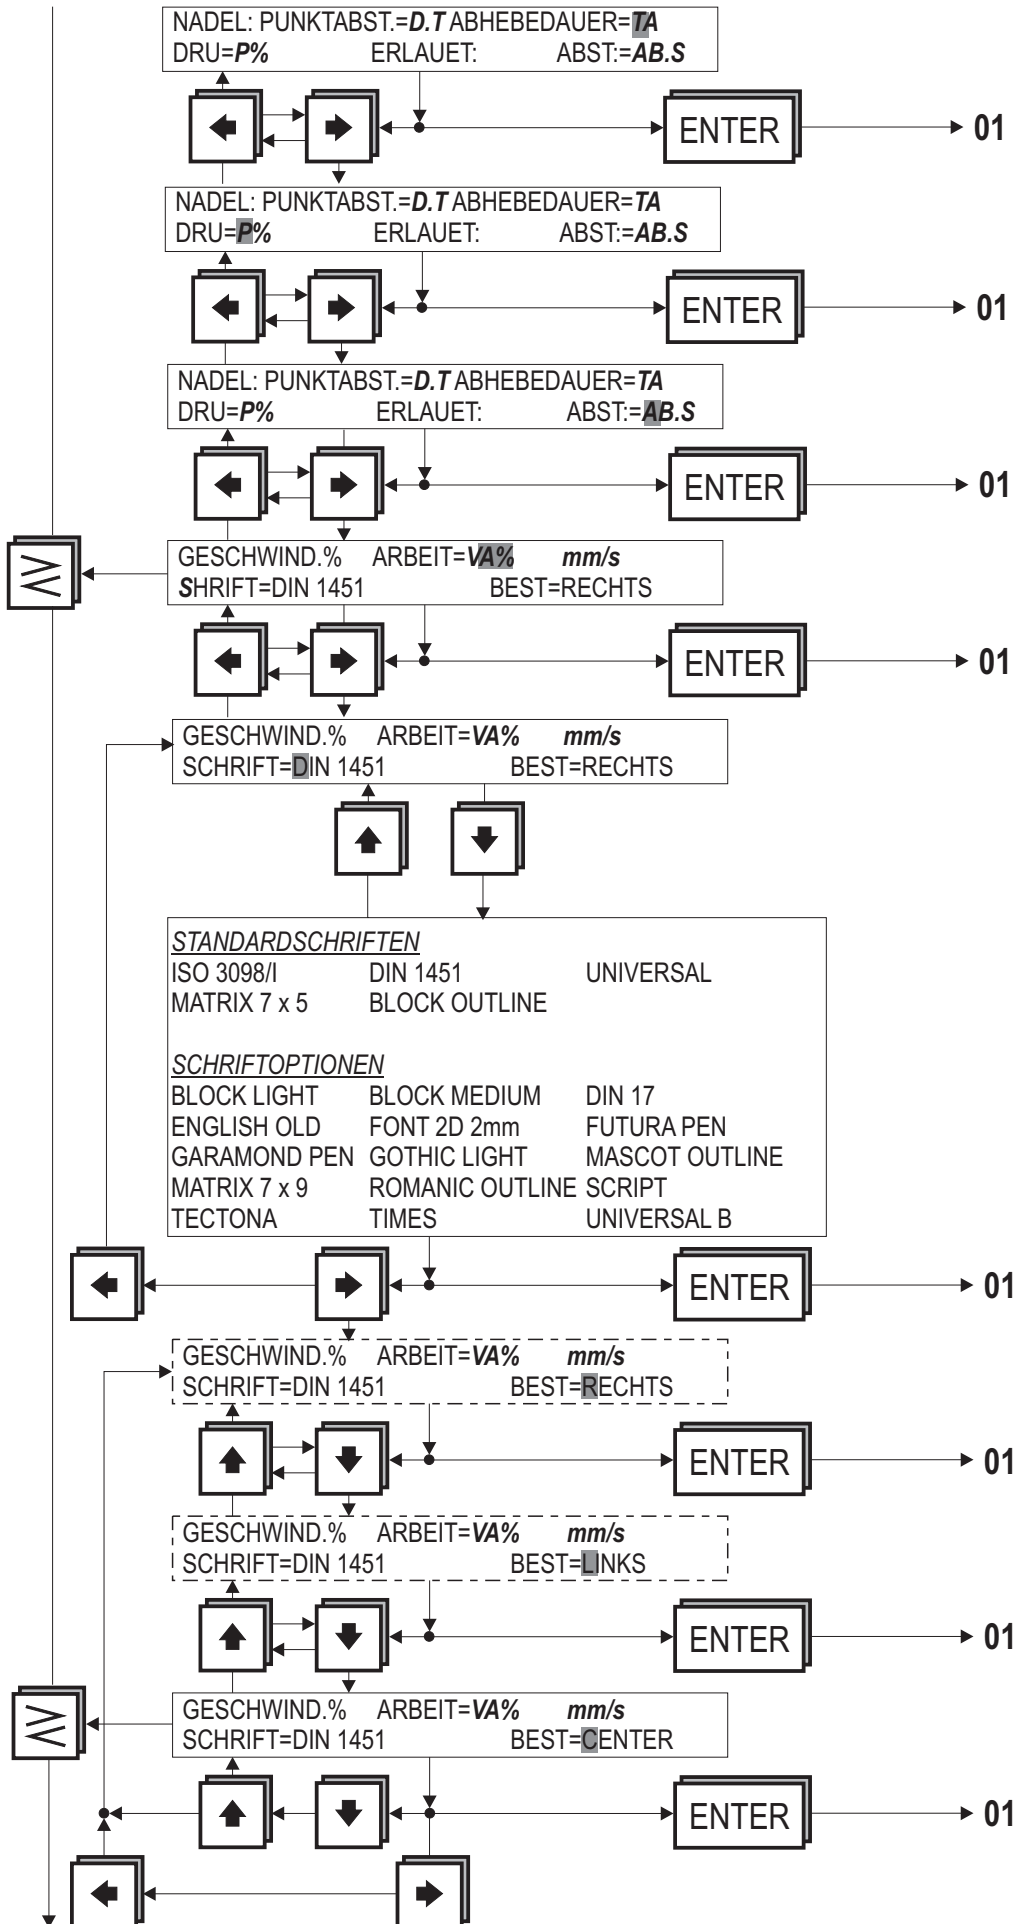 NADEL: PUNKTABST.=D.T ABHEBEDAUER=TA
DRU=P% ERLAUET: ABST:=AB.S
ENTER 01
NADEL: PUNKTABST.=D.T ABHEBEDAUER=TA
DRU=P% ERLAUET: ABST:=AB.S
ENTER 01
NADEL: PUNKTABST.=D.T ABHEBEDAUER=TA
DRU=P% ERLAUET: ABST:=AB.S
ENTER 01
GESCHWIND.% ARBEIT=VA% mm/s
SHRIFT=DIN 1451 BEST=RECHTS
ENTER 01
GESCHWIND.% ARBEIT=VA% mm/s
SCHRIFT=DIN 1451 BEST=RECHTS
STANDARDSCHRIFTEN
ISO 3098/I DIN 1451 UNIVERSAL
MATRIX 7 x 5 BLOCK OUTLINE
SCHRIFTOPTIONEN
BLOCK LIGHT BLOCK MEDIUM DIN 17
ENGLISH OLD FONT 2D 2mm FUTURA PEN
GARAMOND PEN GOTHIC LIGHT MASCOT OUTLINE
MATRIX 7 x 9 ROMANIC OUTLINE SCRIPT
TECTONA TIMES UNIVERSAL B
ENTER 01
GESCHWIND.% ARBEIT=VA% mm/s
SCHRIFT=DIN 1451 BEST=RECHTS
ENTER 01
GESCHWIND.% ARBEIT=VA% mm/s
SCHRIFT=DIN 1451 BEST=LINKS
ENTER 01
GESCHWIND.% ARBEIT=VA% mm/s
SCHRIFT=DIN 1451 BEST=CENTER
ENTER 01